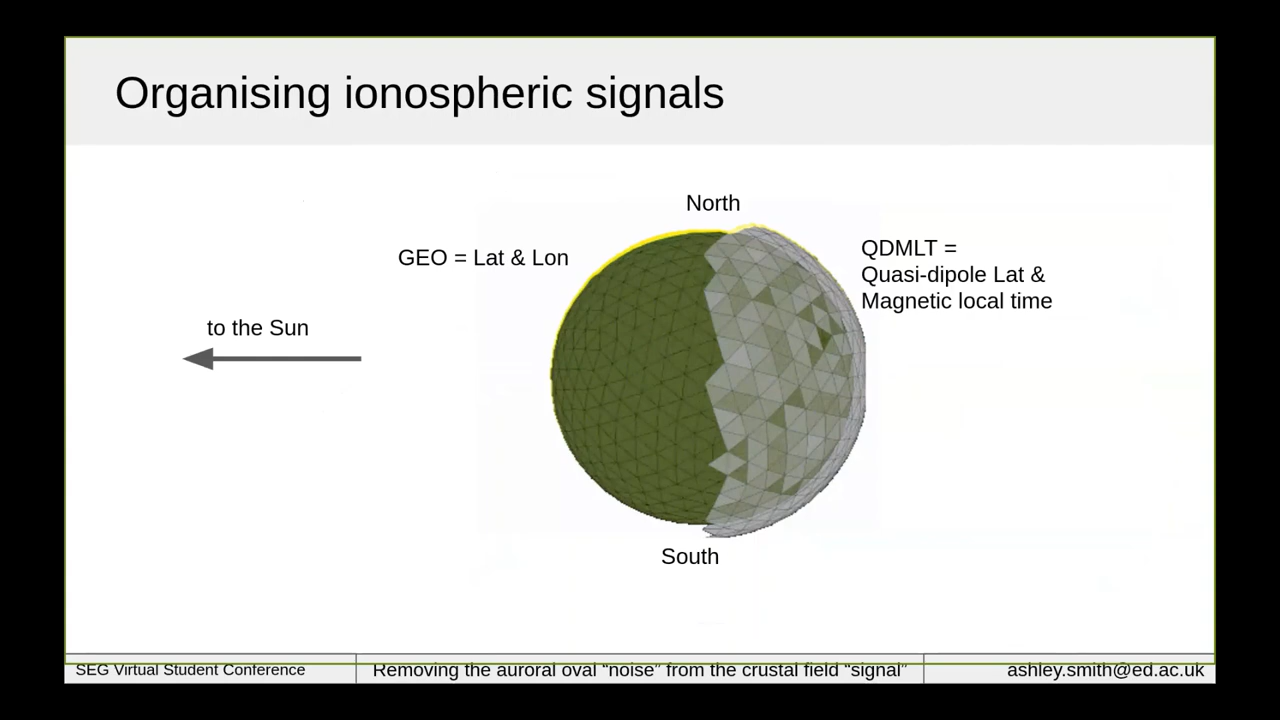 Organising ionospheric signals
North
GEO = Lat & Lon
QDMLT =
Quasi-dipole Lat &
Magnetic local time
to the Sun
South
SEG Virtual Student Conference
Removing the auroral oval “noise” from the crustal field “signal”
ashley.smith@ed.ac.uk